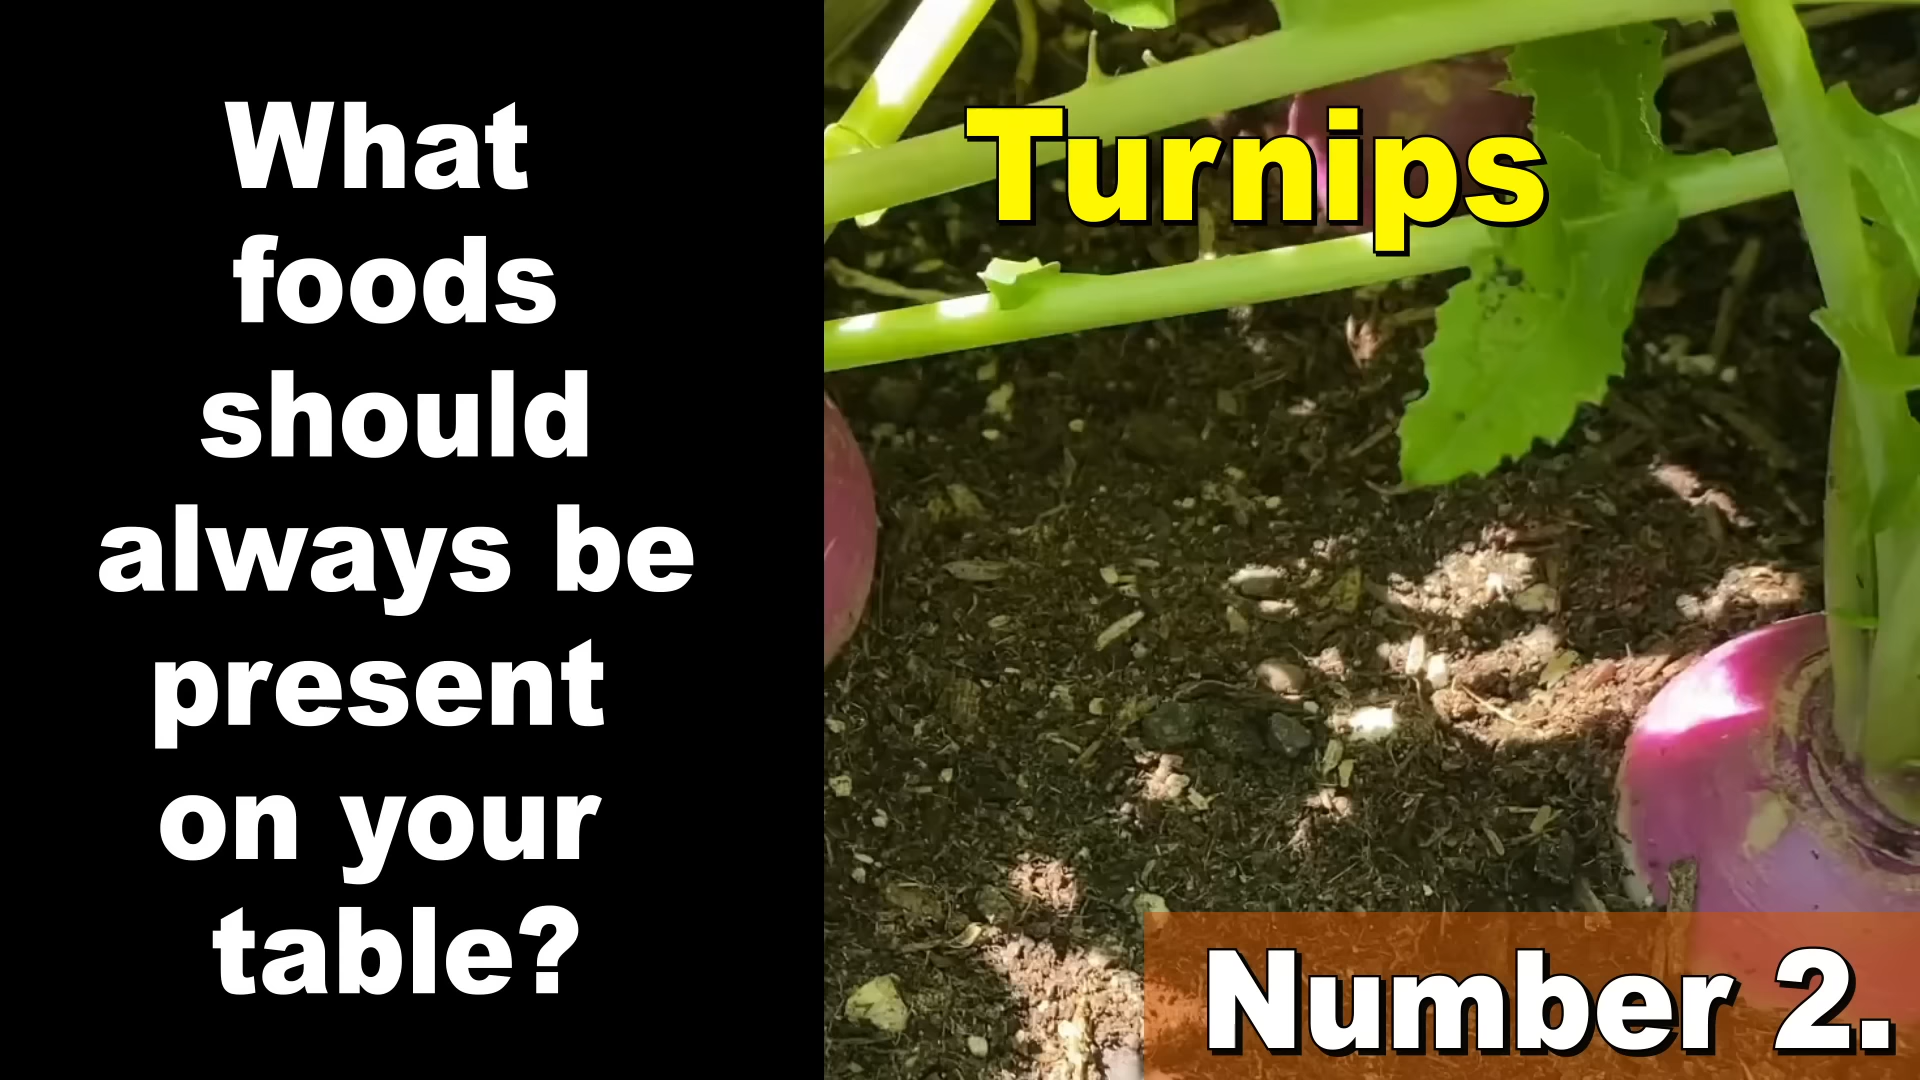 What
foods
should
always be
present
on your
table?
Turnips
Number 2.